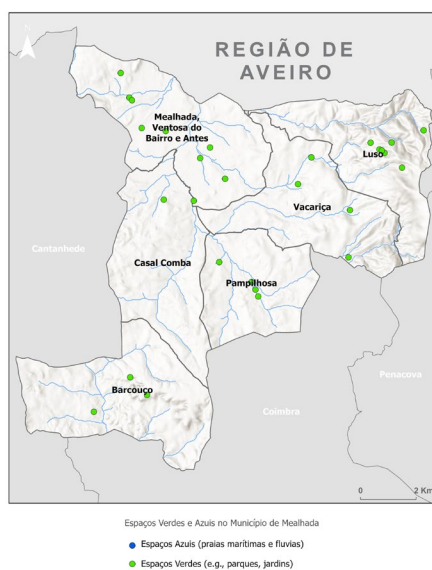 REGIÃO DE
AVEIRO
Mealhada,
Ventosa do
Bairro e Antes
Luso
Vacariça
Cantanhede
Casal Comba
Pampilhosa
Penacova
Barcouço
Coimbra
0 2 Km
Espaços Verdes e Azuis no Município de Mealhada
Espaços Azuis (praias marítimas e fluvias)
Espaços Verdes (e.g., parques, jardins)